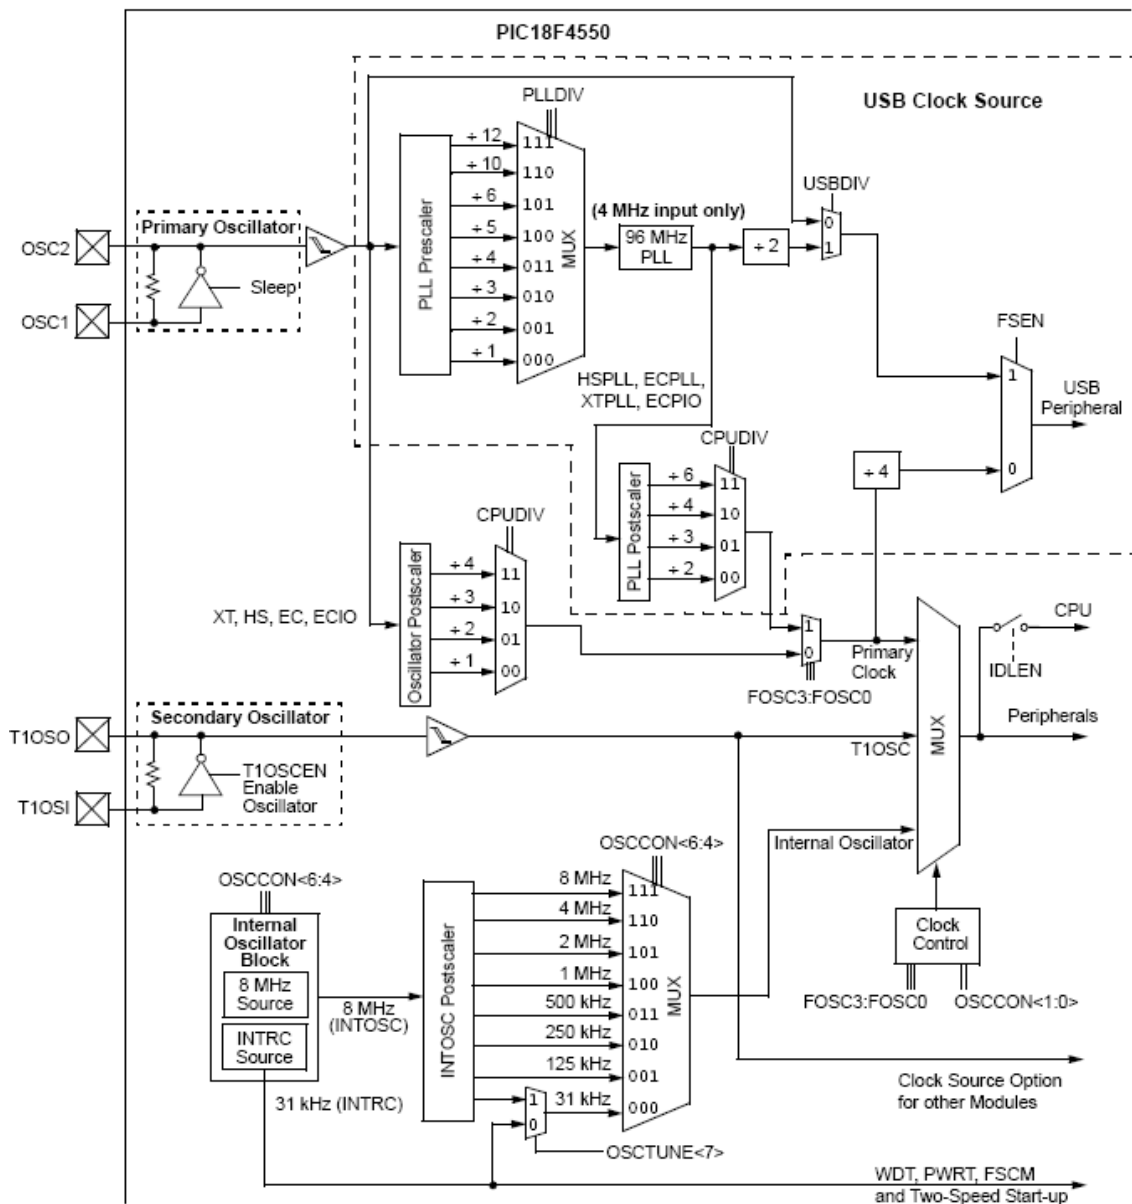 PIC18F4550
USB Clock Source
PLLDIV
PLL Prescaler
÷ 12
÷ 10
÷ 6
÷ 5
÷ 4
÷ 3
÷ 2
÷ 1
111
110
101
100
011
010
001
000
MUX
(4 MHz input only)
96 MHz
PLL
÷ 2
USBDIV
0
1
FSEN
1
0
USB
Peripheral
Primary Oscillator
OSC2
OSC1
Sleep
HSPLL, ECPLL,
XTPLL, ECPIO
CPUDIV
PLL Postscaler
÷ 6
÷ 4
÷ 3
÷ 2
11
10
01
00
÷ 4
CPUDIV
Oscillator Postscaler
÷ 4
÷ 3
÷ 2
÷ 1
11
10
01
00
XT, HS, EC, ECIO
1
0
FOSC3:FOSC0
Primary
Clock
MUX
CPU
IDLEN
Peripherals
Secondary Oscillator
T1OSO
T1OSI
T1OSCEN
Enable
Oscillator
T1OSC
Internal Oscillator
OSCCON<6:4>
Internal
Oscillator
Block
8 MHz
Source
INTRC
Source
8 MHz
(INTOSC)
31 kHz (INTRC)
INTOSC Postscaler
OSCCON<6:4>
8 MHz
4 MHz
2 MHz
1 MHz
500 kHz
250 kHz
125 kHz
31 kHz
111
110
101
100
011
010
001
000
MUX
1
0
OSCTUNE<7>
Clock
Control
FOSC3:FOSC0
OSCCON<1:0>
Clock Source Option
for other Modules
WDT, PWRT, FSCM
and Two-Speed Start-up